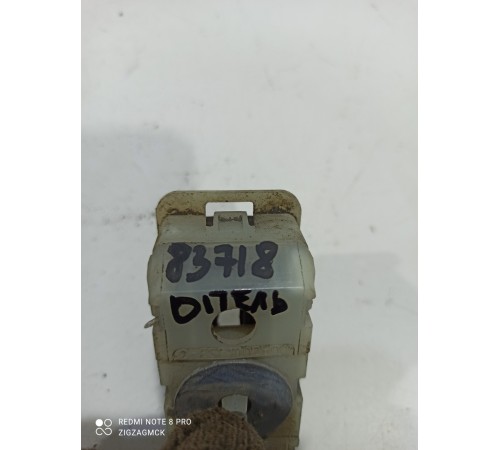 83718
ОПЕЛЬ
REDMI NOTE 8 PRO
ZIGZAGMCK